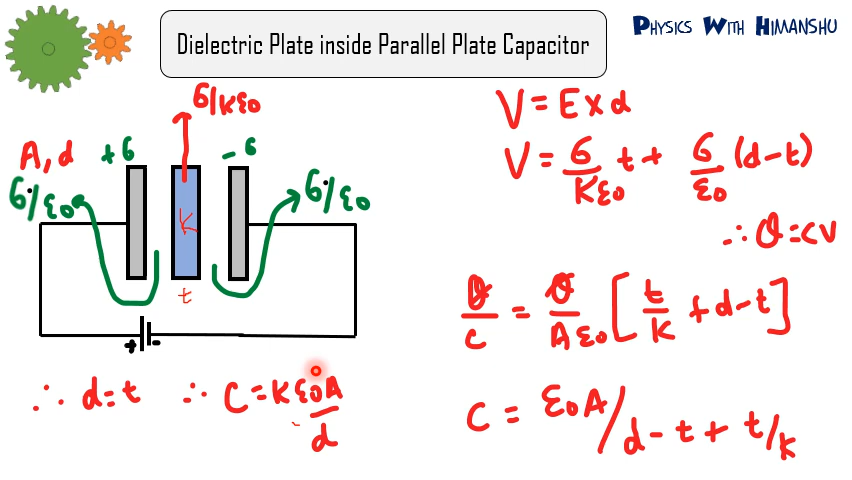 Dielectric Plate inside Parallel Plate Capacitor
PHYSICS WITH HIMANSHU
σ/Kε0
A, d
+σ
-σ
σ/ε0
σ/ε0
K
t
+ -
∴ d=t ∴ C = Kε0A/d
V = E x d
V = σ/Kε0 t + σ/ε0 (d-t)
∴ Q=CV
Q/C = Q/Aε0 [t/K + d-t]
C = ε0A/d-t+t/K